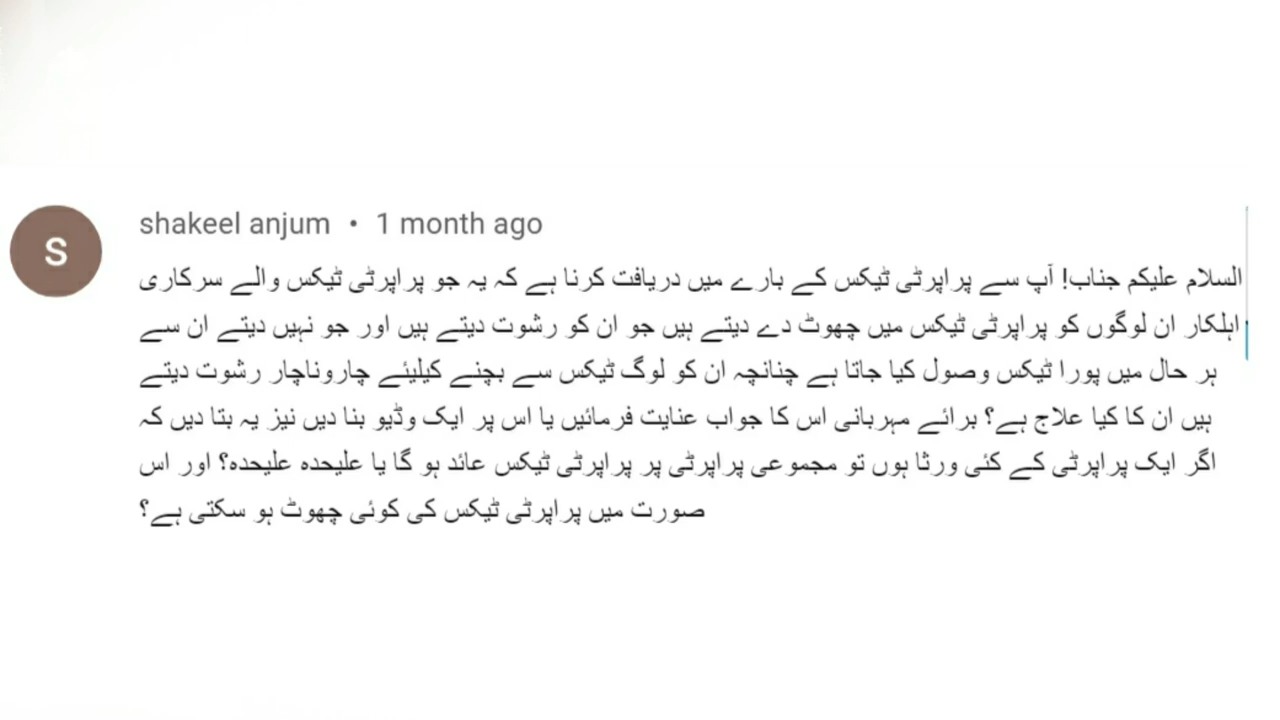 S
shakeel anjum • 1 month ago
السلام علیکم جناب! آپ سے پراپرٹی ٹیکس کے بارے میں دریافت کرنا ہے کہ یہ جو پراپرٹی ٹیکس والے سرکاری
اہلکار ان لوگوں کو پراپرٹی ٹیکس میں چھوٹ دے دیتے ہیں جو ان کو رشوت دیتے ہیں اور جو نہیں دیتے ان سے
ہر حال میں پورا ٹیکس وصول کیا جاتا ہے چنانچہ ان کو لوگ ٹیکس سے بچنے کیلیئے چاروناچار رشوت دیتے
ہیں ان کا کیا علاج ہے؟ برائے مہربانی اس کا جواب عنایت فرمائیں یا اس پر ایک وڈیو بنا دیں نیز یہ بتا دیں کہ
اگر ایک پراپرٹی کے کئی ورثا ہوں تو مجموعی پراپرٹی پر پراپرٹی ٹیکس عائد ہو گا یا علیحدہ علیحدہ؟ اور اس
صورت میں پراپرٹی ٹیکس کی کوئی چھوٹ ہو سکتی ہے؟